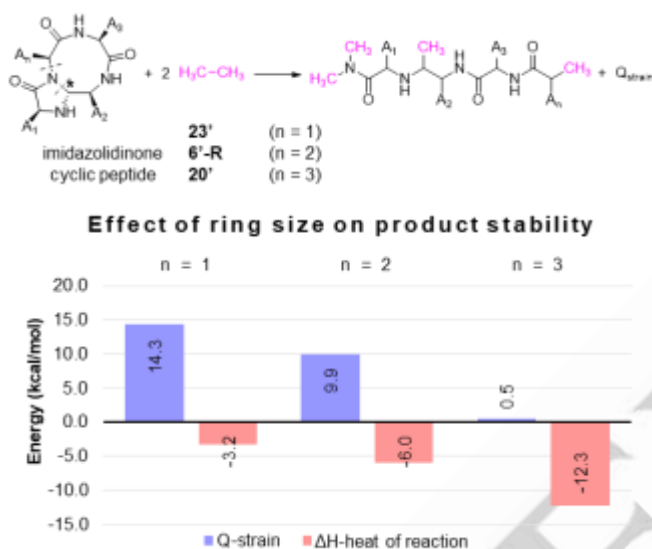 O H N A₃
Aₙ
O
+ 2 H₃C-CH₃
CH₃ A₁ CH₃ H O A₃ O CH₃
H₃C N N N N + Qstrain
O H A₂ H Aₙ
O N * NH
A₁ NH A₂
23' (n = 1)
imidazolidinone 6'-R (n = 2)
cyclic peptide 20' (n = 3)
Effect of ring size on product stability
n = 1 n = 2 n = 3
Energy (kcal/mol)
20.0
15.0
10.0
5.0
0.0
-5.0
-10.0
-15.0
14.3
-3.2
9.9
-6.0
0.5
-12.3
Q-strain ΔH-heat of reaction